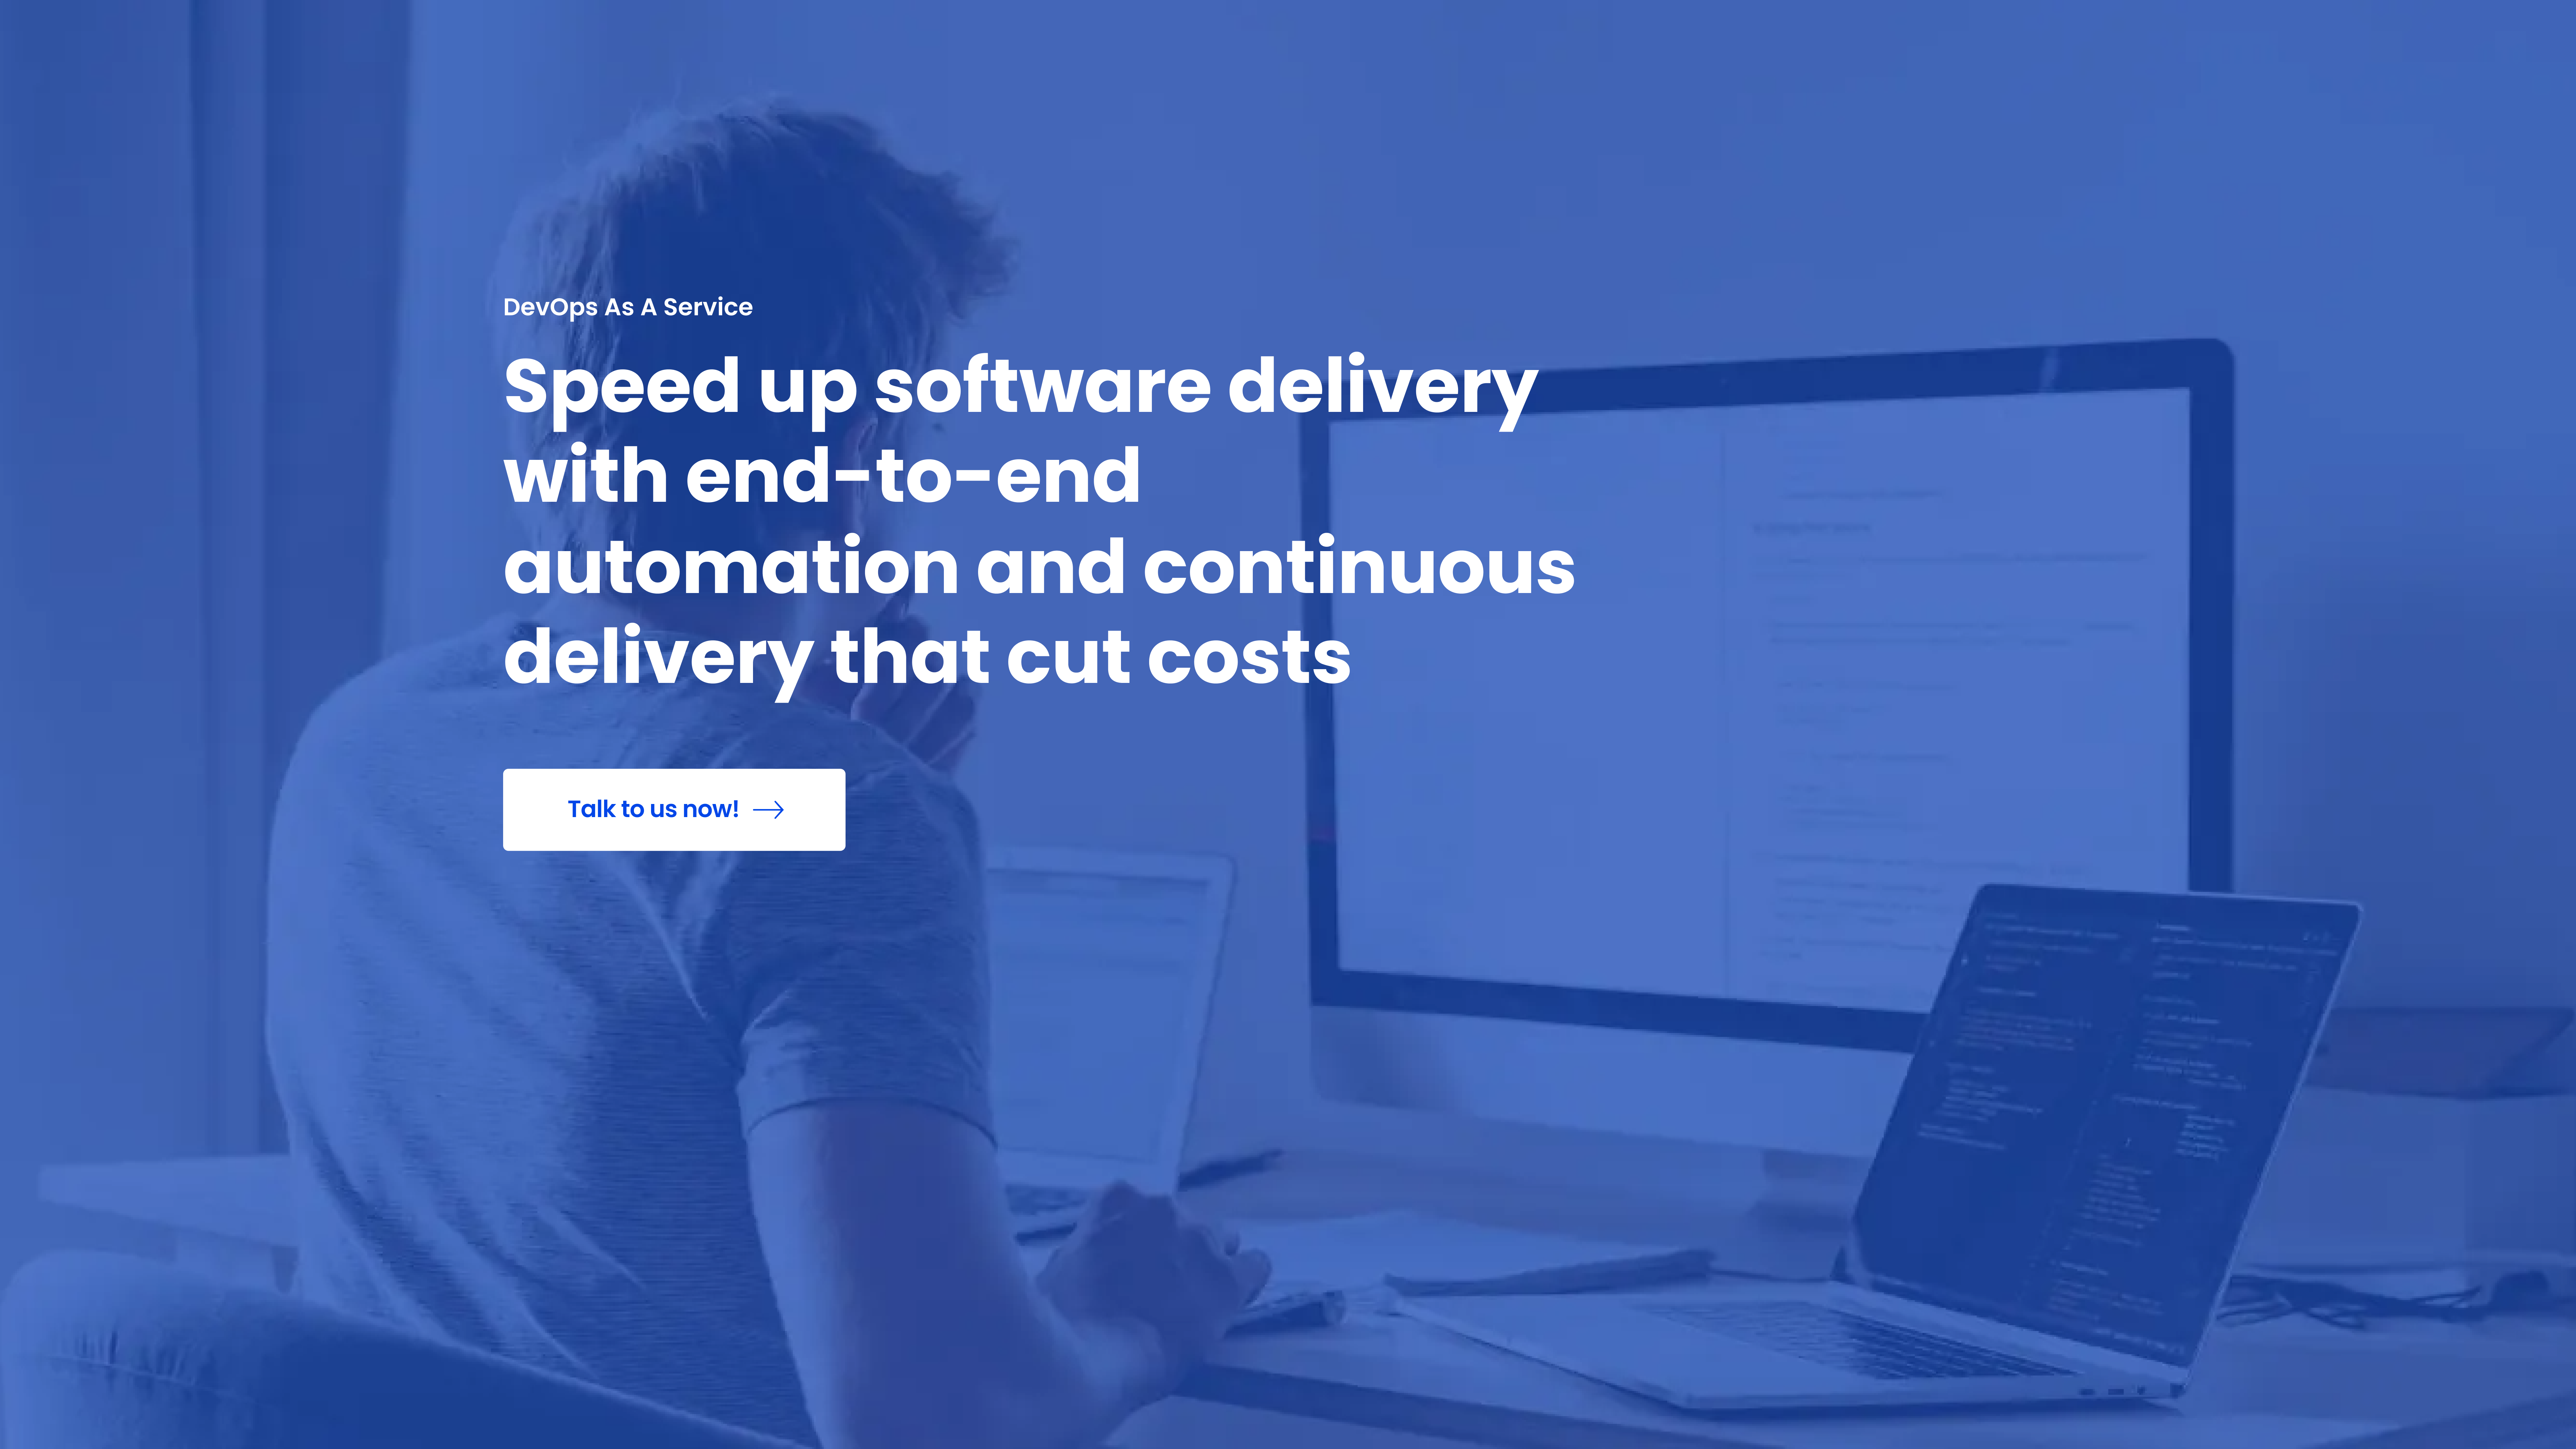 DevOps As A Service
Speed up software delivery
with end-to-end
automation and continuous
delivery that cut costs
Talk to us now!